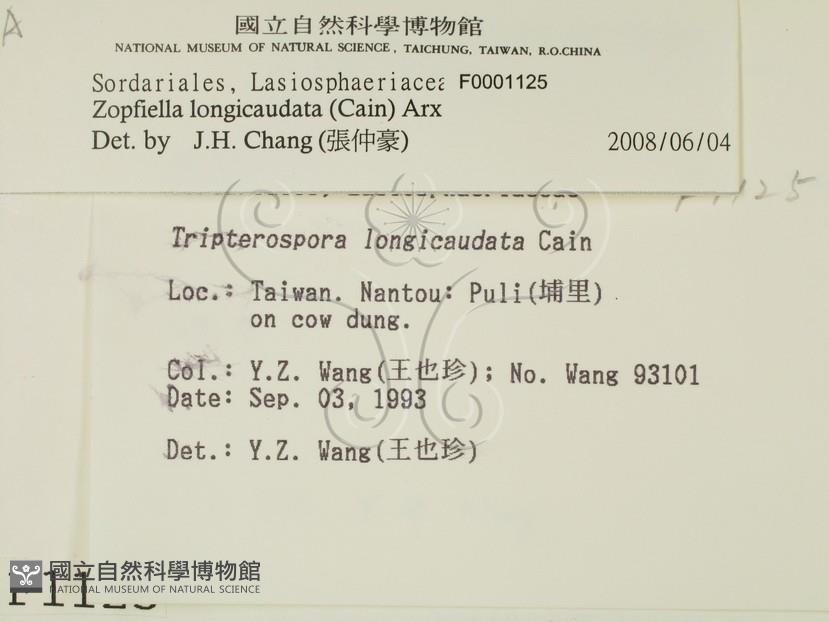 A
國立自然科學博物館
NATIONAL MUSEUM OF NATURAL SCIENCE, TAICHUNG, TAIWAN, R.O.CHINA
Sordariales, Lasiosphaeriacea F0001125
Zopfiella longicaudata (Cain) Arx
Det. by J.H. Chang (張仲豪)
2008/06/04
Tripterospora longicaudata Cain
Loc.: Taiwan. Nantou: Puli(埔里)
on cow dung.
Col.: Y.Z. Wang(王也珍); No. Wang 93101
Date: Sep. 03, 1993
Det.: Y.Z. Wang(王也珍)
國立自然科學博物館
NATIONAL MUSEUM OF NATURAL SCIENCE